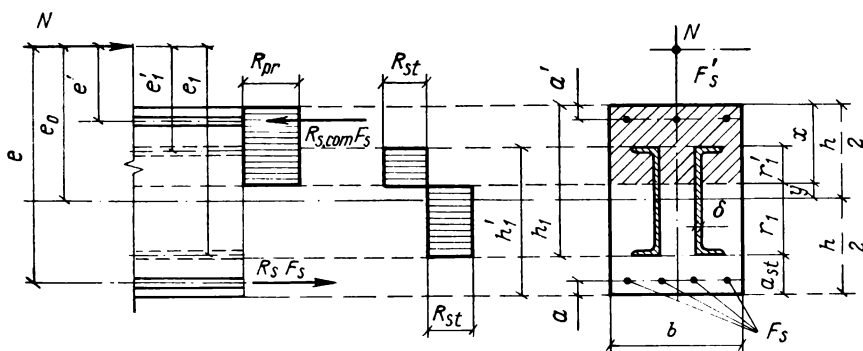 N
e
e₀
e'
e'₁
e₁
R_pr
R_s,com F_s
R_s F_s
R_st
R_st
h'₁
h₁
N
F'_s
a'
a
b
δ
x
y
r'₁
r₁
a_st
h/2
h/2
F_s